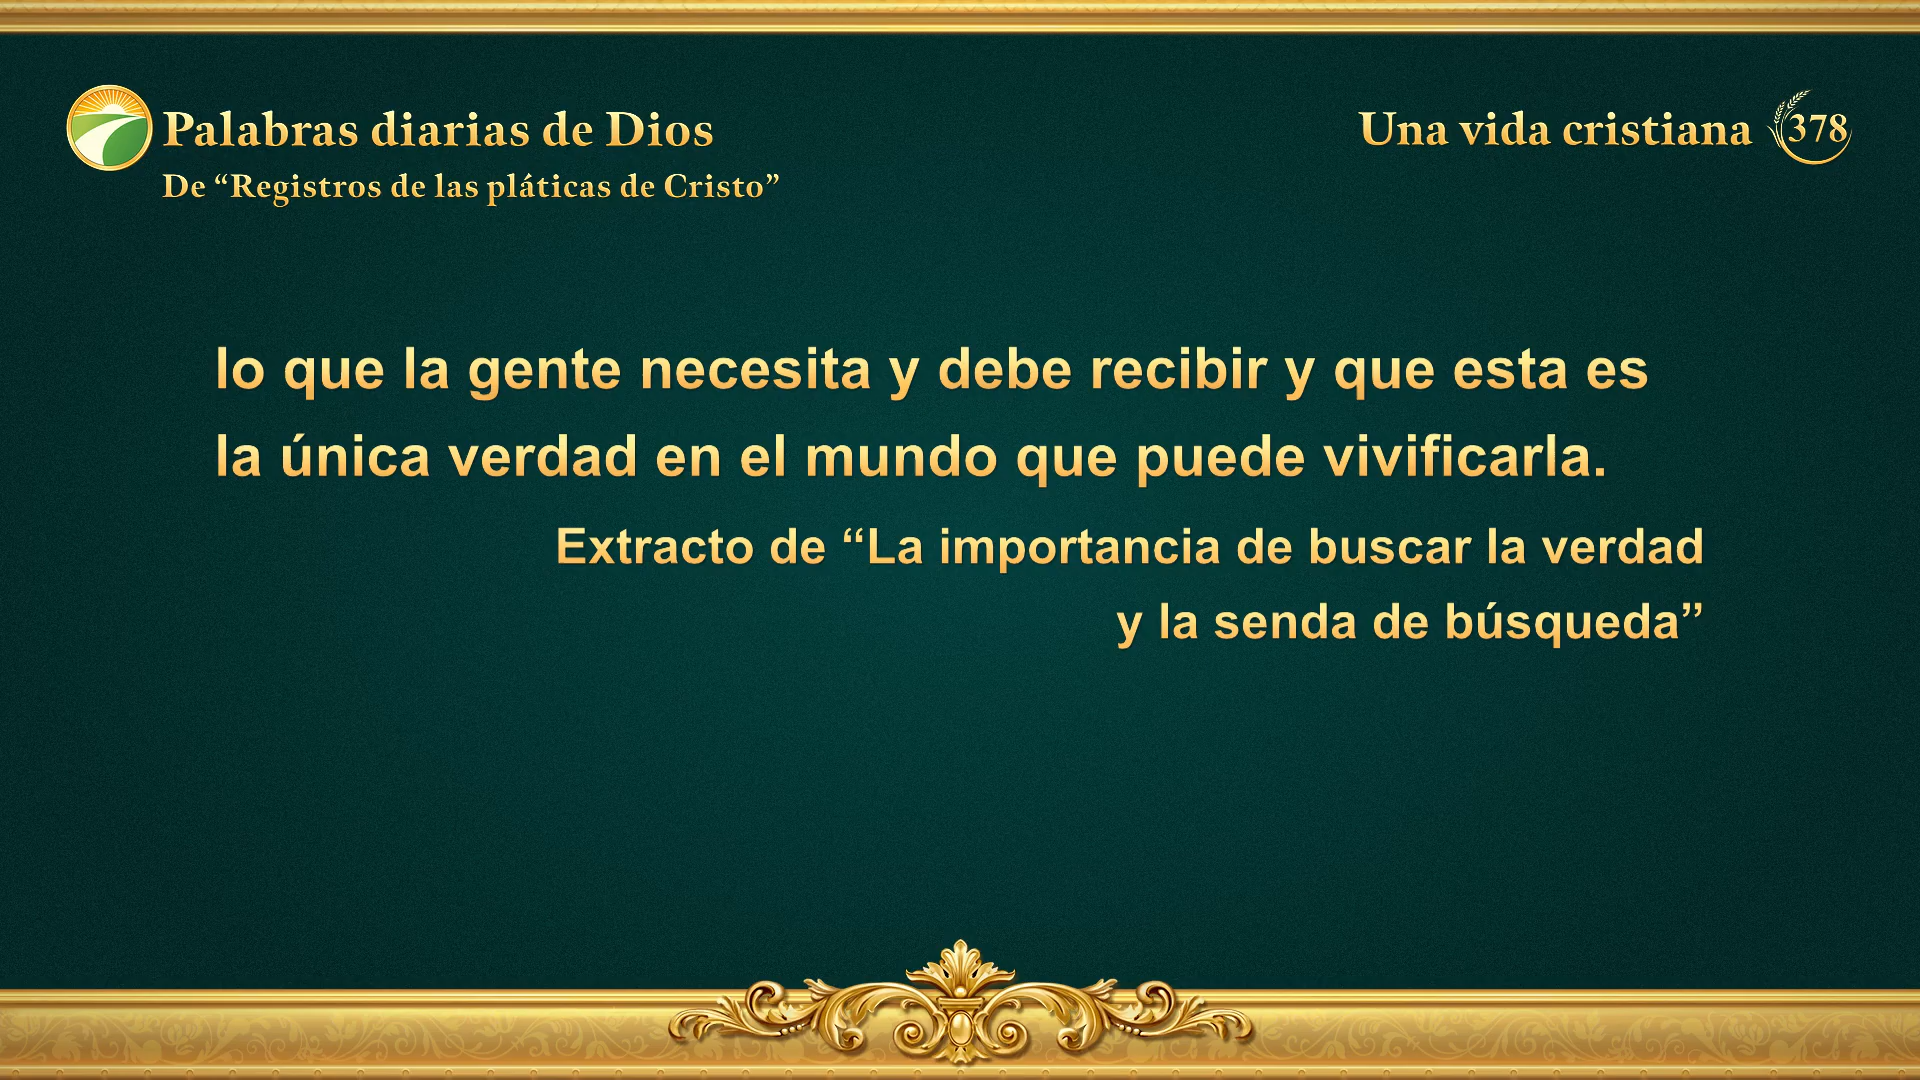 Palabras diarias de Dios
De “Registros de las pláticas de Cristo”
Una vida cristiana 378
lo que la gente necesita y debe recibir y que esta es
la única verdad en el mundo que puede vivificarla.
Extracto de “La importancia de buscar la verdad
y la senda de búsqueda”